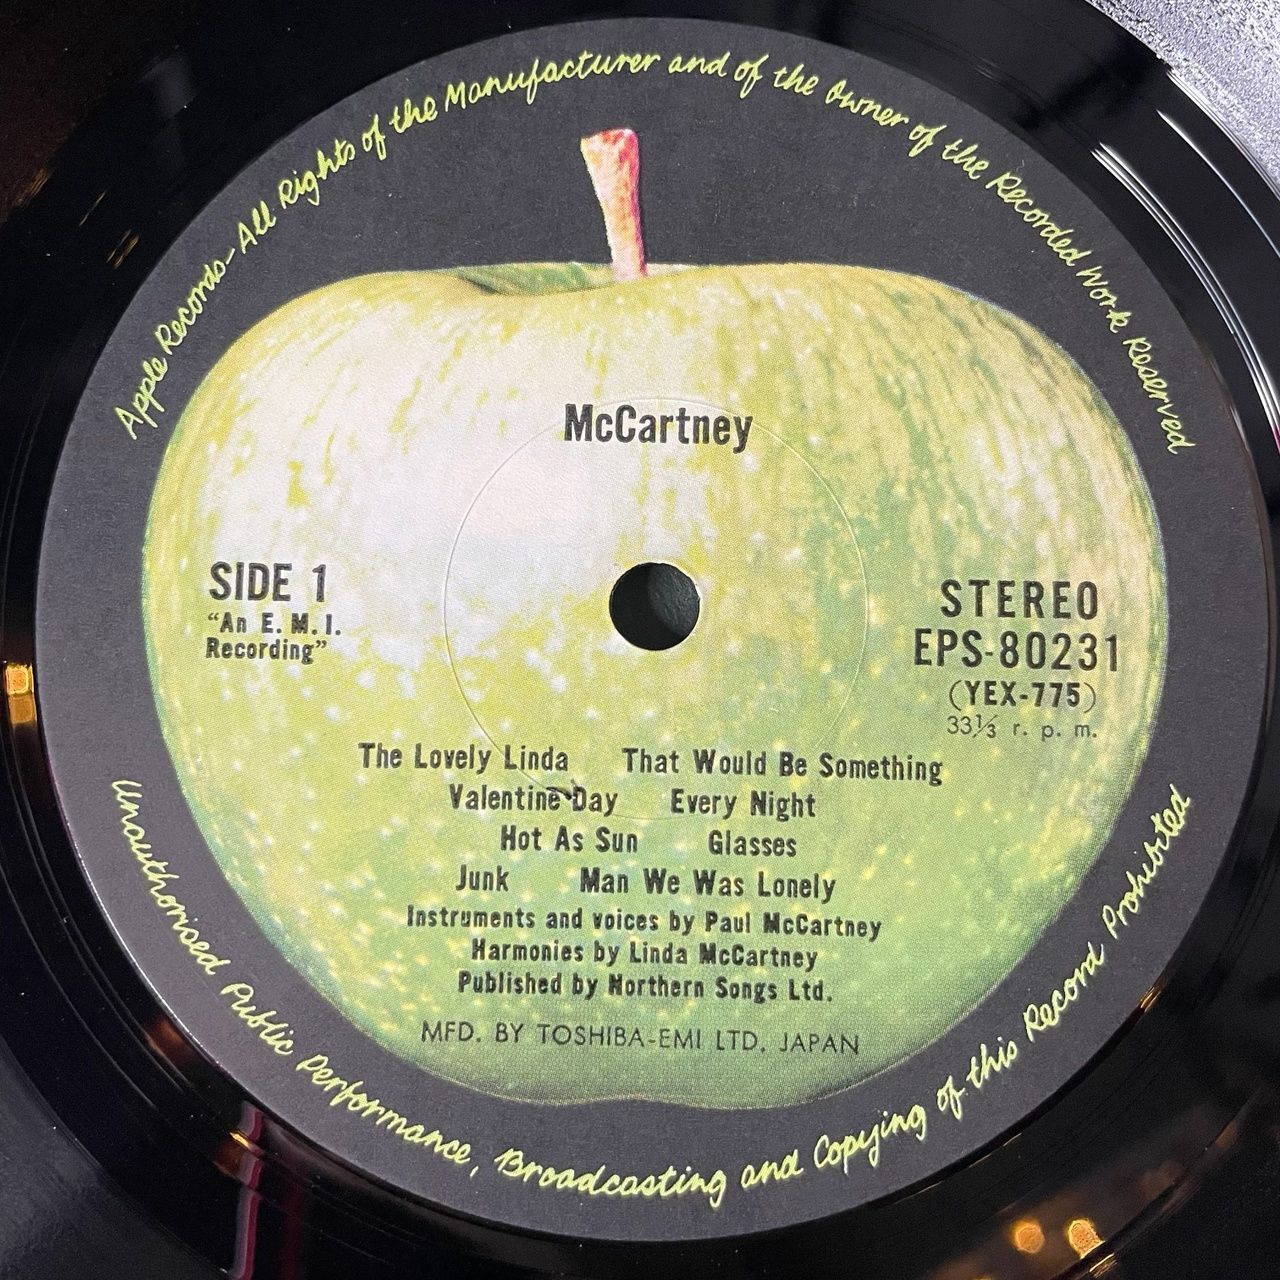 Apple Records-All Rights of the Manufacturer and of the Owner of the Recorded Work Reserved
McCartney
SIDE 1
“An E. M. I.
Recording”
STEREO
EPS-80231
(YEX-775)
33⅓ r. p. m.
The Lovely Linda That Would Be Something
Valentine Day Every Night
Hot As Sun Glasses
Junk Man We Was Lonely
Instruments and voices by Paul McCartney
Harmonies by Linda McCartney
Published by Northern Songs Ltd.
MFD. BY TOSHIBA-EMI LTD. JAPAN
Unauthorised Public Performance, Broadcasting and Copying of this Record Prohibited